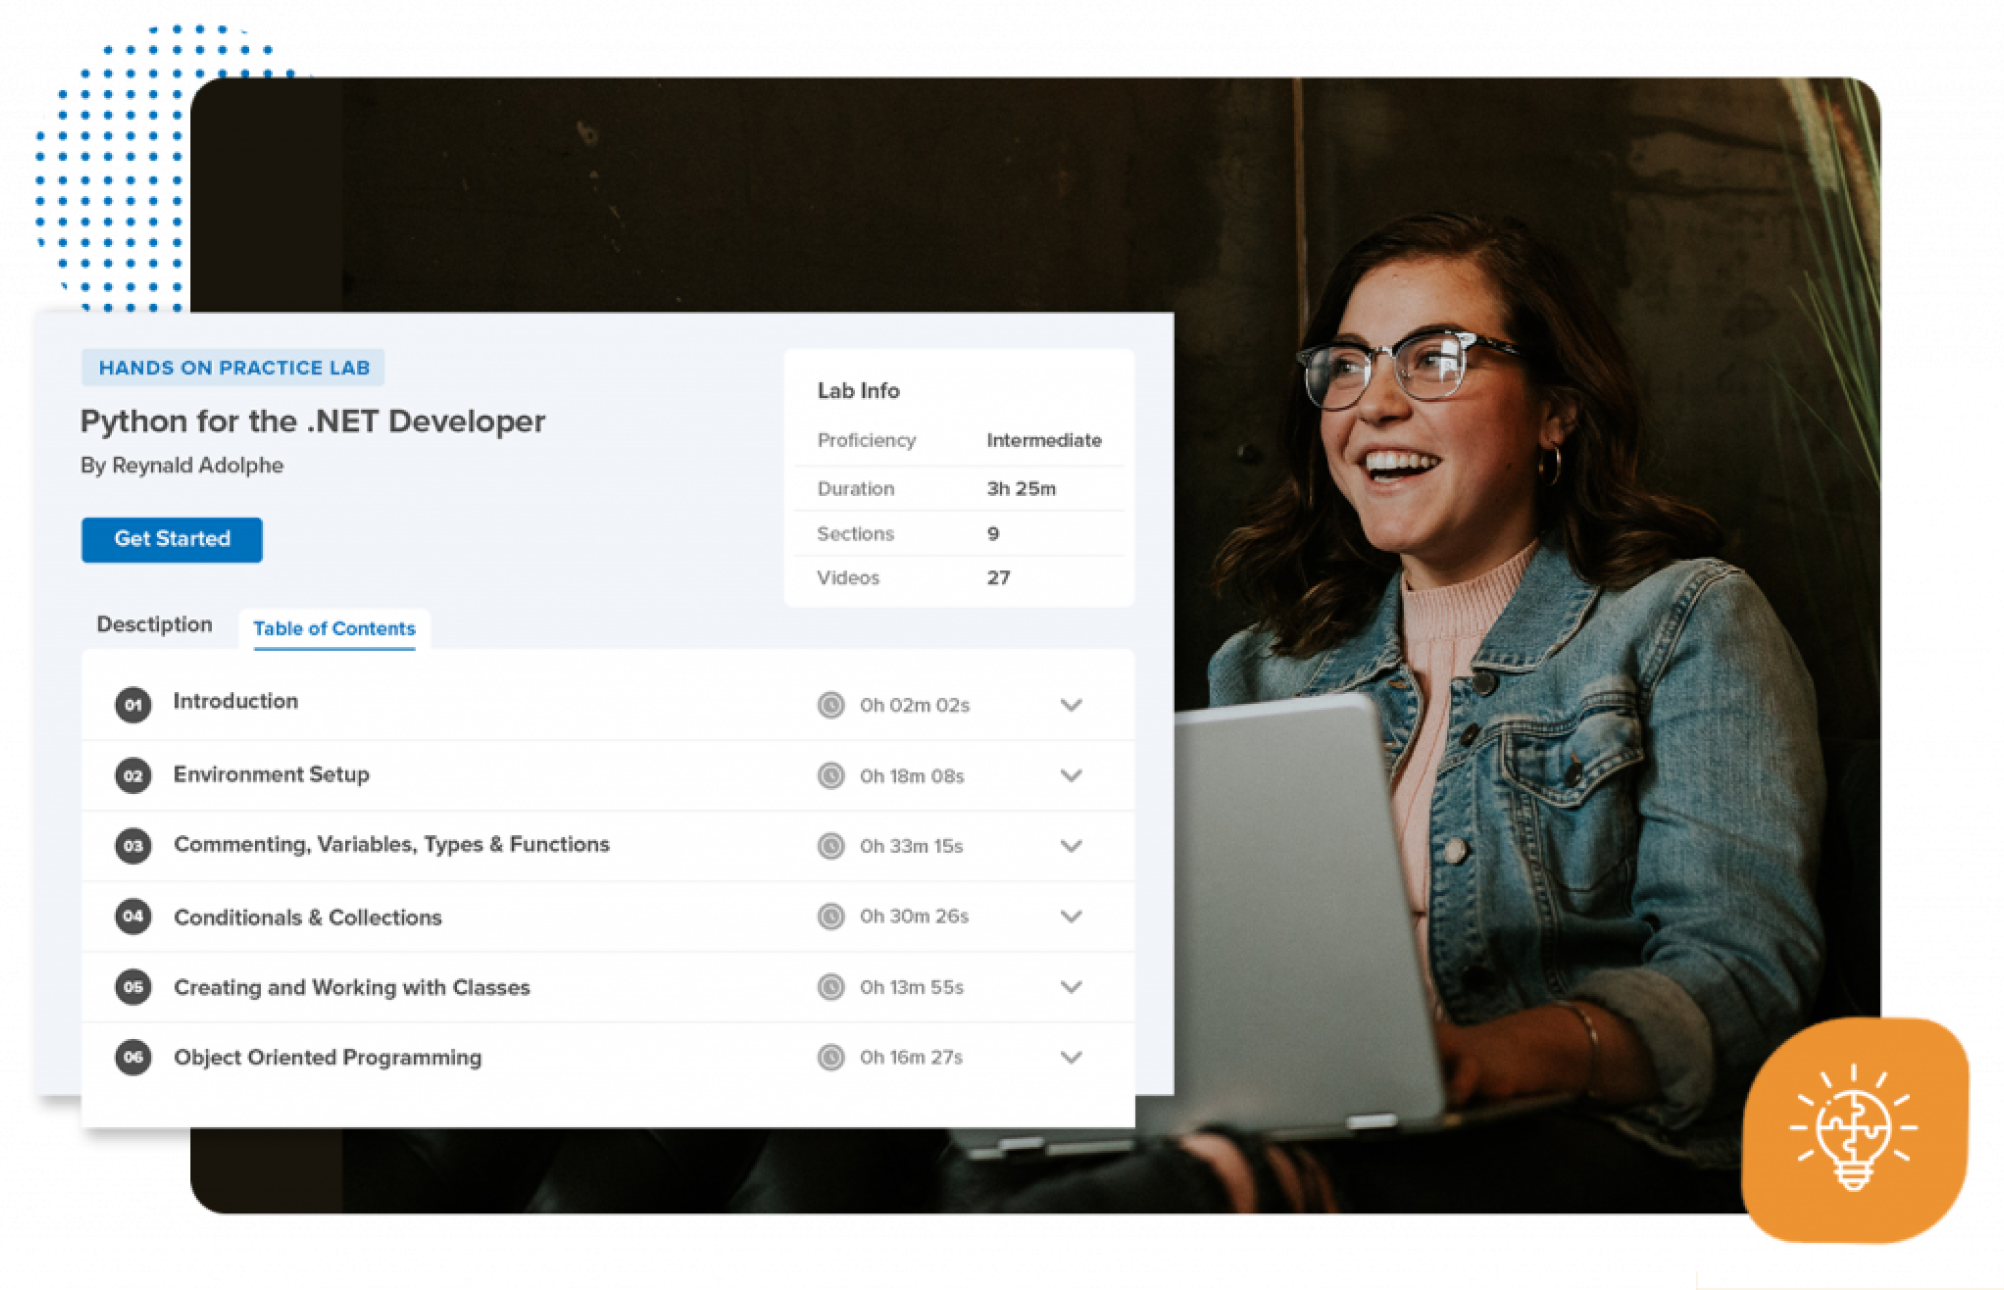 HANDS ON PRACTICE LAB
Python for the .NET Developer
By Reynald Adolphe
Get Started
Lab Info
Proficiency Intermediate
Duration 3h 25m
Sections 9
Videos 27
Desctiption Table of Contents
01 Introduction 0h 02m 02s
02 Environment Setup 0h 18m 08s
03 Commenting, Variables, Types & Functions 0h 33m 15s
04 Conditionals & Collections 0h 30m 26s
05 Creating and Working with Classes 0h 13m 55s
06 Object Oriented Programming 0h 16m 27s